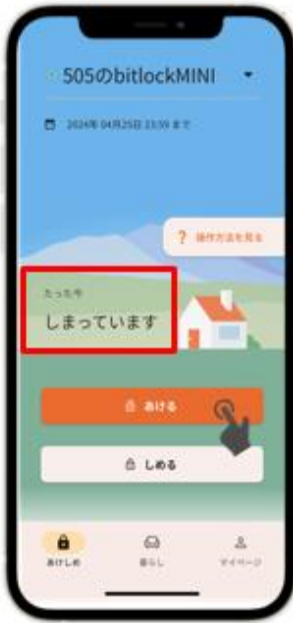 505のbitlockMINI
2024年04月25日 23:59 まで
? 操作方法を見る
たった今
しまっています
あける
しめる
あけしめ
暮らし
マイページ